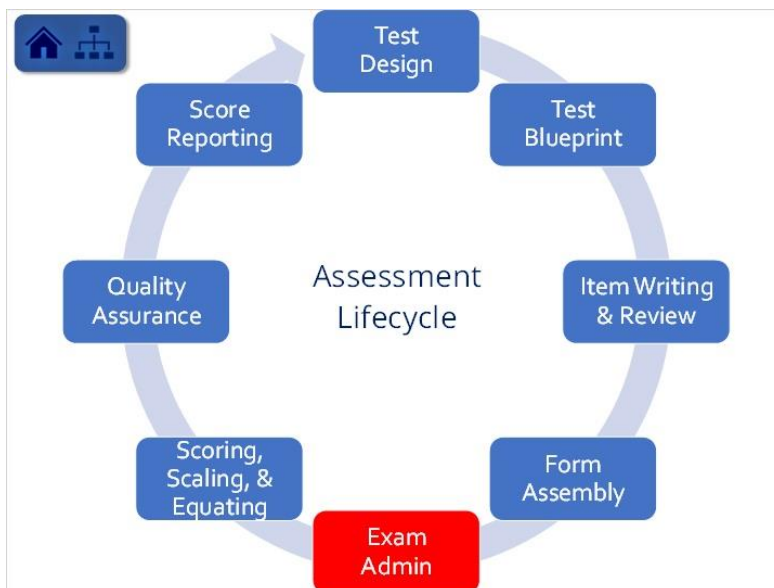 Test
Design
Test
Blueprint
Item Writing
& Review
Form
Assembly
Exam
Admin
Scoring,
Scaling, &
Equating
Quality
Assurance
Score
Reporting
Assessment
Lifecycle